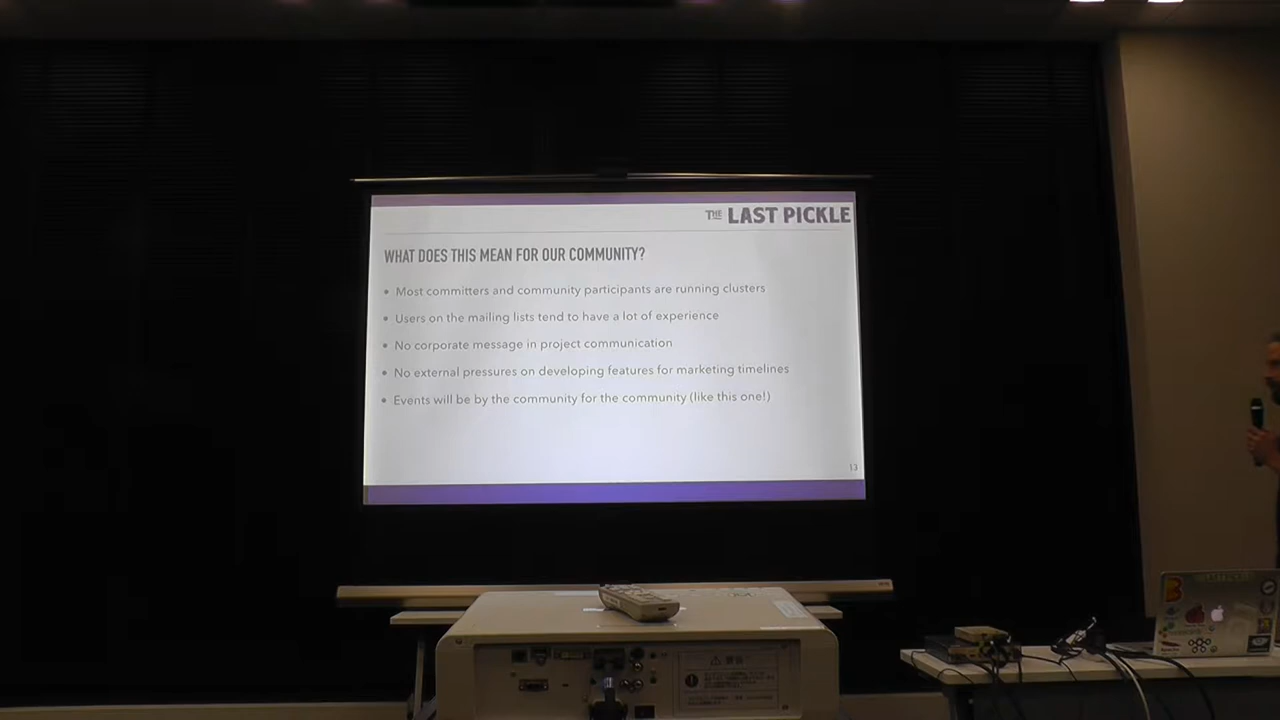 THE LAST PICKLE
WHAT DOES THIS MEAN FOR OUR COMMUNITY?
• Most committers and community participants are running clusters
• Users on the mailing lists tend to have a lot of experience
• No corporate message in project communication
• No external pressures on developing features for marketing timelines
• Events will be by the community for the community (like this one!)
13